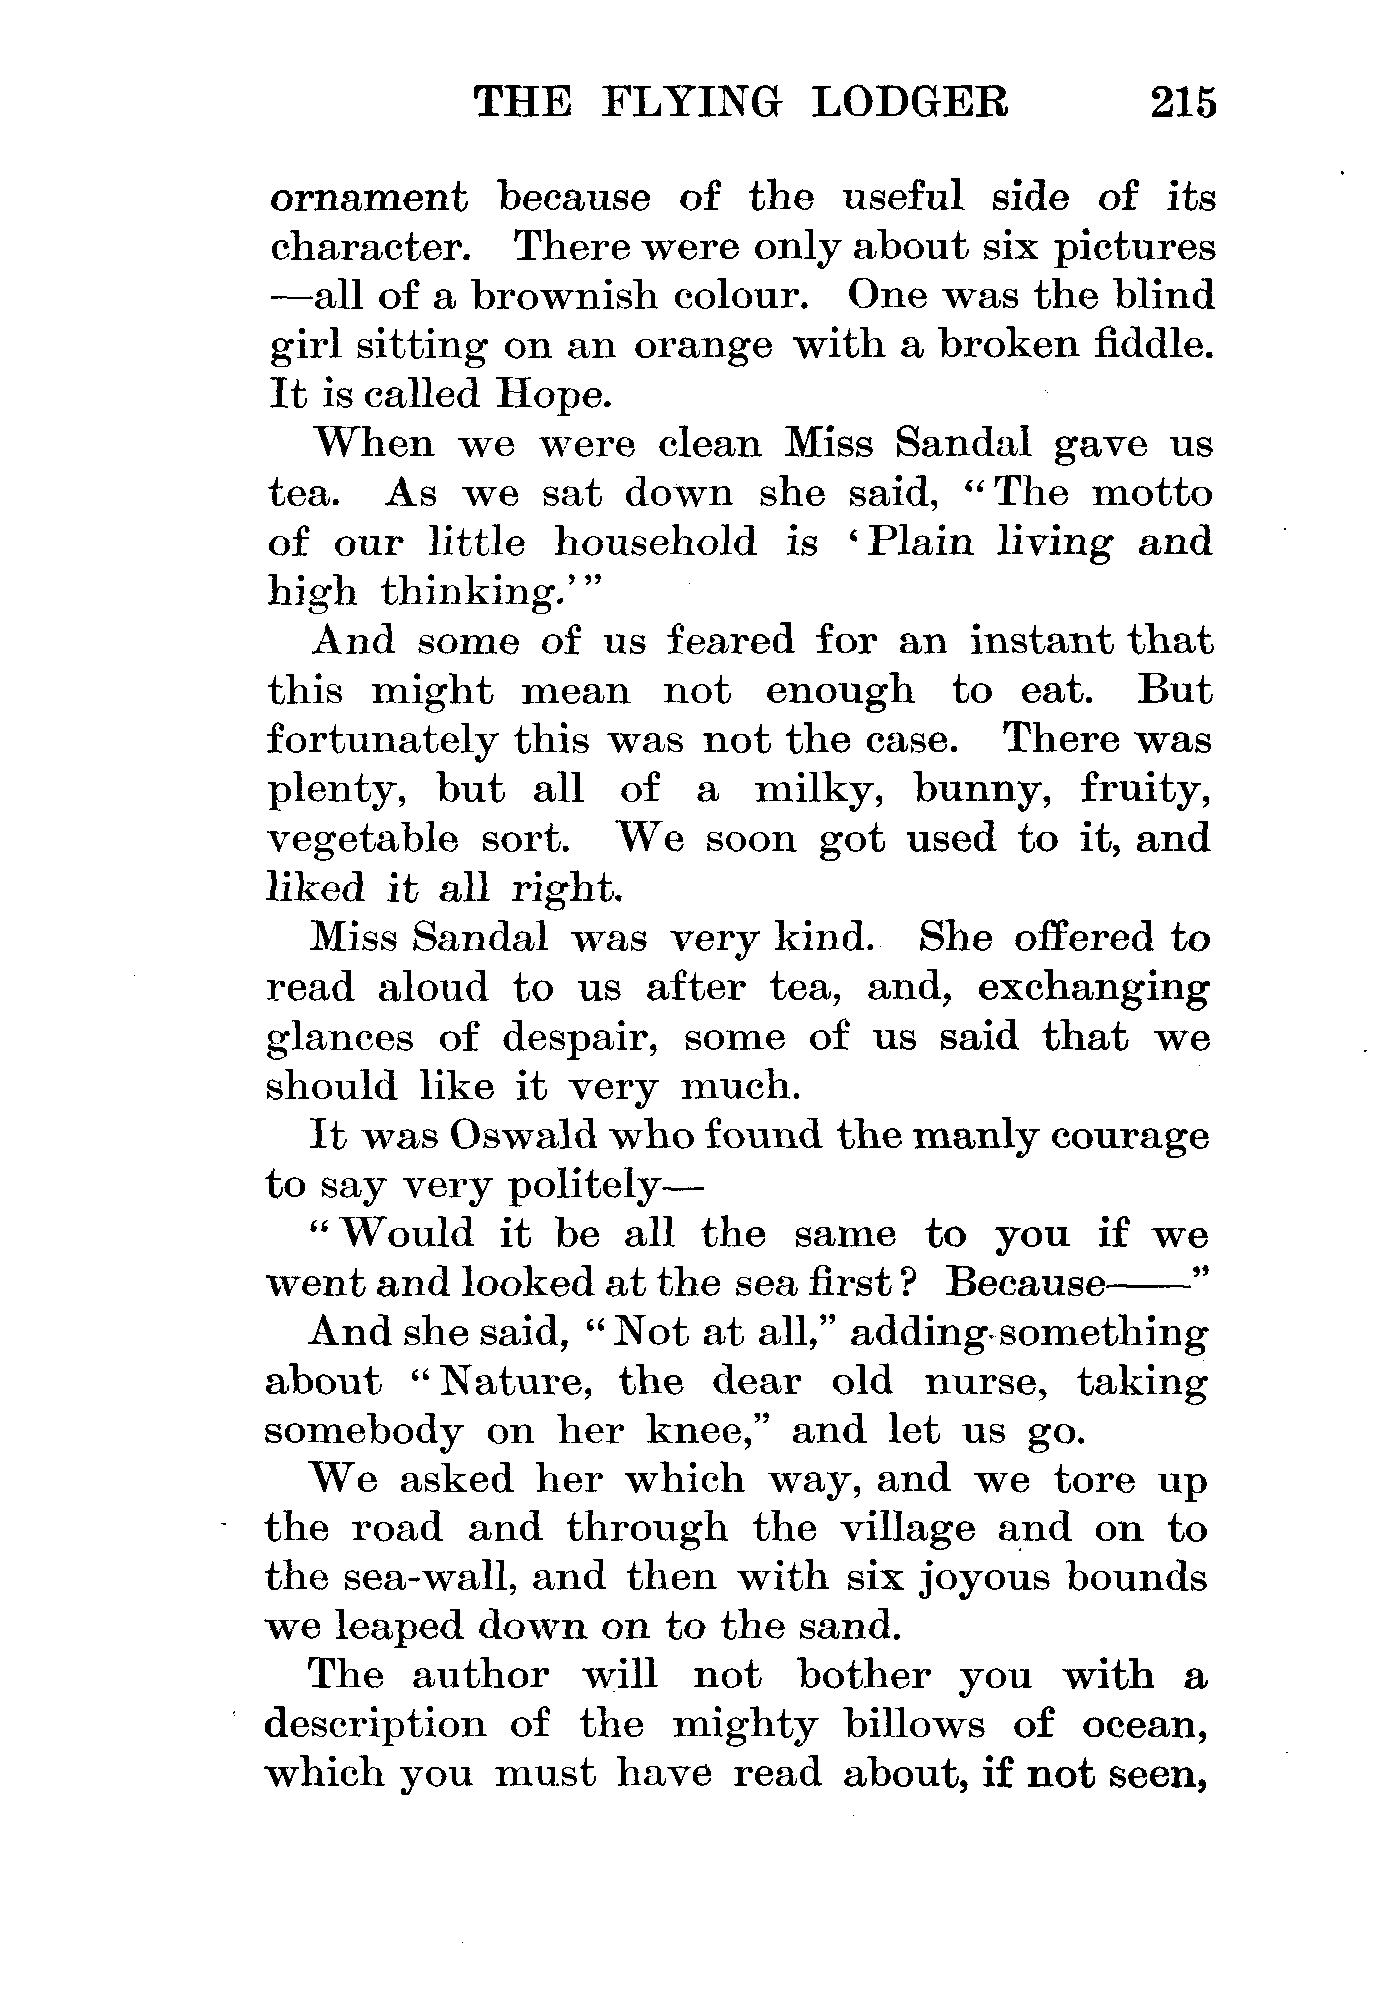 THE FLYING LODGER 215
ornament because of the useful side of its
character. There were only about six pictures
—all of a brownish colour. One was the blind
girl sitting on an orange with a broken fiddle.
It is called Hope.
When we were clean Miss Sandal gave us
tea. As we sat down she said, “The motto
of our little household is ‘Plain living and
high thinking.’”
And some of us feared for an instant that
this might mean not enough to eat. But
fortunately this was not the case. There was
plenty, but all of a milky, bunny, fruity,
vegetable sort. We soon got used to it, and
liked it all right.
Miss Sandal was very kind. She offered to
read aloud to us after tea, and, exchanging
glances of despair, some of us said that we
should like it very much.
It was Oswald who found the manly courage
to say very politely—
“Would it be all the same to you if we
went and looked at the sea first? Because——”
And she said, “Not at all,” adding something
about “Nature, the dear old nurse, taking
somebody on her knee,” and let us go.
We asked her which way, and we tore up
the road and through the village and on to
the sea-wall, and then with six joyous bounds
we leaped down on to the sand.
The author will not bother you with a
description of the mighty billows of ocean,
which you must have read about, if not seen,